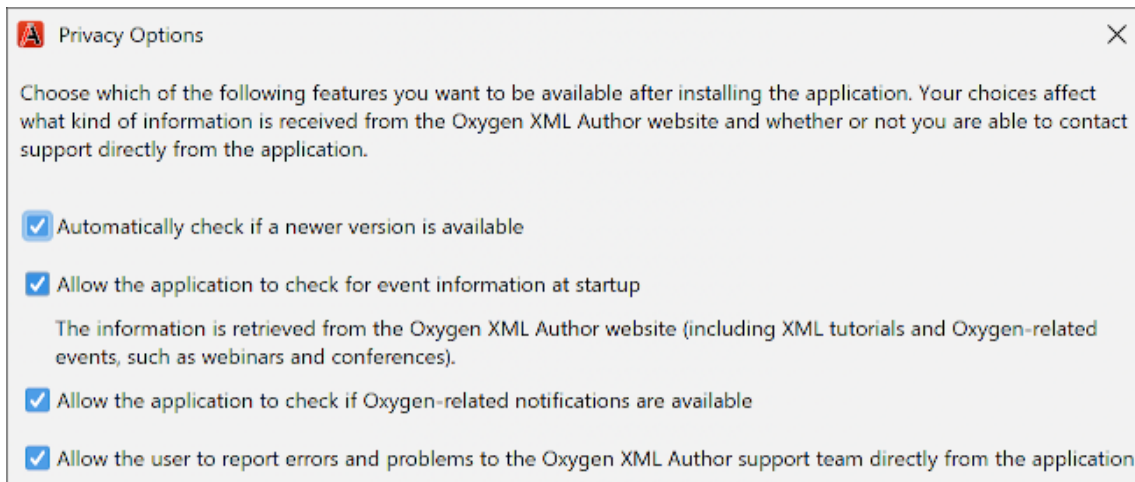 Privacy Options
Choose which of the following features you want to be available after installing the application. Your choices affect
what kind of information is received from the Oxygen XML Author website and whether or not you are able to contact
support directly from the application.
Automatically check if a newer version is available
Allow the application to check for event information at startup
The information is retrieved from the Oxygen XML Author website (including XML tutorials and Oxygen-related
events, such as webinars and conferences).
Allow the application to check if Oxygen-related notifications are available
Allow the user to report errors and problems to the Oxygen XML Author support team directly from the application